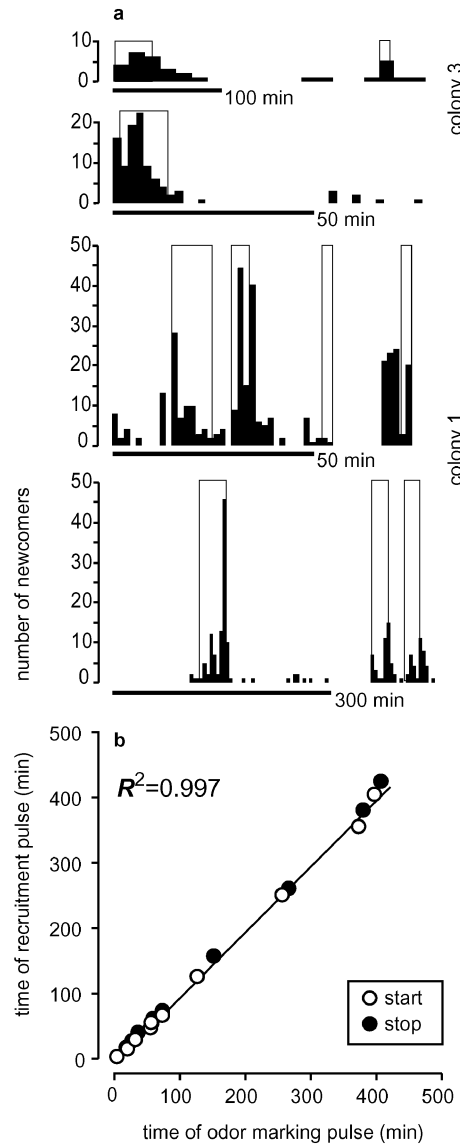 a
10
5
0
100 min
colony 3
20
10
0
50 min
50
40
30
20
10
0
50 min
colony 1
50
40
30
20
10
0
300 min
number of newcomers
b
R²=0.997
500
400
300
200
100
0
time of recruitment pulse (min)
start
stop
0 100 200 300 400 500
time of odor marking pulse (min)